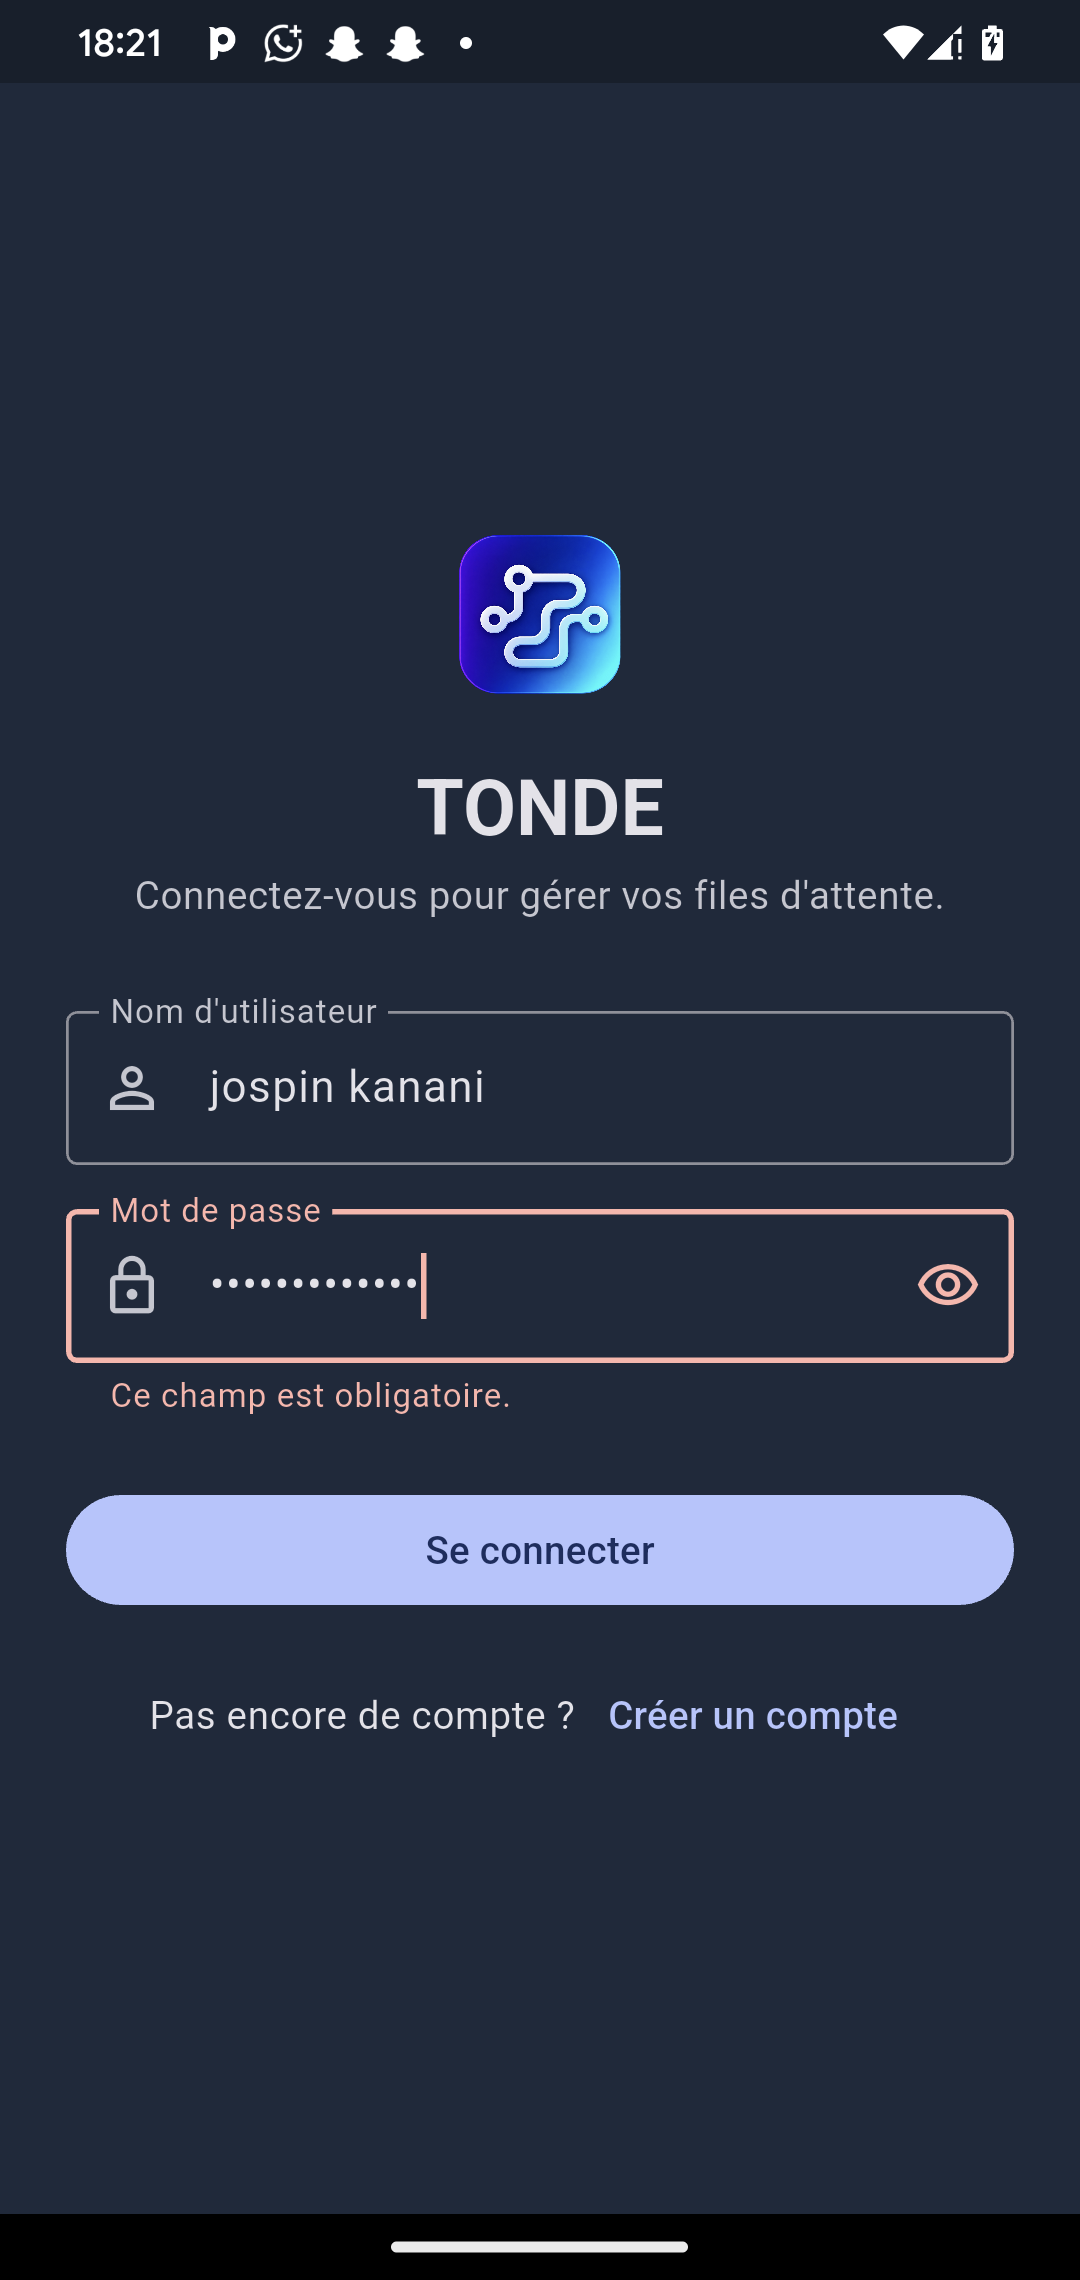 18:21
TONDE
Connectez-vous pour gérer vos files d'attente.
Nom d'utilisateur
jospin kanani
Mot de passe
•••••••••••••
Ce champ est obligatoire.
Se connecter
Pas encore de compte ? Créer un compte